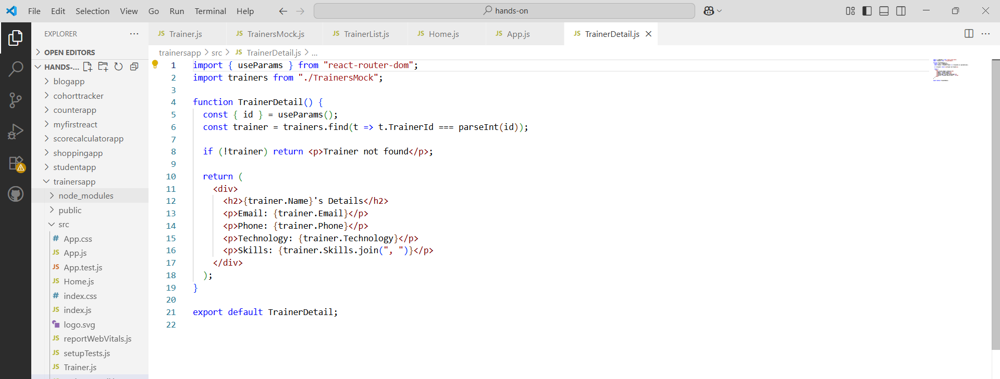 File Edit Selection View Go Run Terminal Help hands-on
EXPLORER
JS Trainer.js JS TrainersMock.js JS TrainerList.js JS Home.js JS App.js JS TrainerDetail.js
OPEN EDITORS
trainersapp > src > JS TrainerDetail.js > ...
HANDS-...
blogapp
cohorttracker
counterapp
myfirstreact
scorecalculatorapp
shoppingapp
studentapp
trainersapp
node_modules
public
src
# App.css
JS App.js
JS App.test.js
JS Home.js
# index.css
JS index.js
logo.svg
JS reportWebVitals.js
JS setupTests.js
JS Trainer.js
1 import { useParams } from "react-router-dom";
2 import trainers from "./TrainersMock";
3
4 function TrainerDetail() {
5 const { id } = useParams();
6 const trainer = trainers.find(t => t.TrainerId === parseInt(id));
7
8 if (!trainer) return <p>Trainer not found</p>;
9
10 return (
11 <div>
12 <h2>{trainer.Name}'s Details</h2>
13 <p>Email: {trainer.Email}</p>
14 <p>Phone: {trainer.Phone}</p>
15 <p>Technology: {trainer.Technology}</p>
16 <p>Skills: {trainer.Skills.join(", ")}</p>
17 </div>
18 );
19 }
20
21 export default TrainerDetail;
22